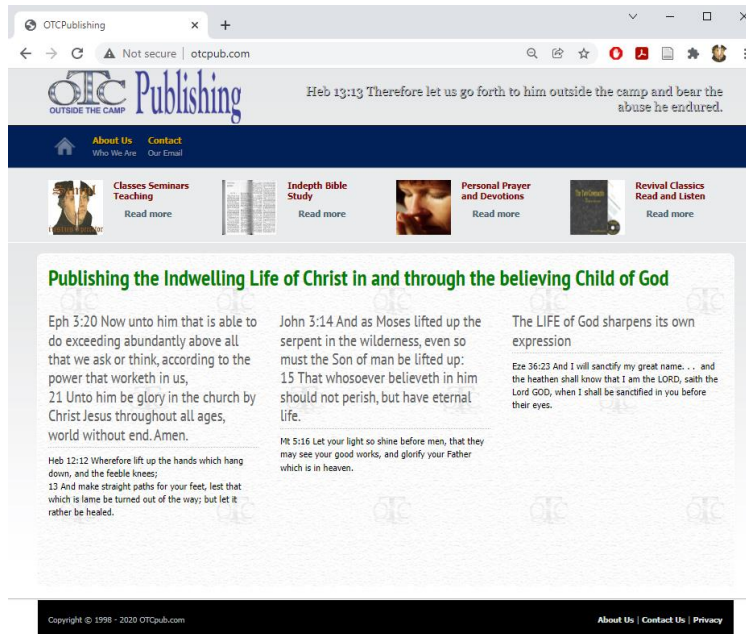 OTCPublishing
Not secure | otcpub.com
OTC Publishing
OUTSIDE THE CAMP
Heb 13:13 Therefore let us go forth to him outside the camp and bear the
abuse he endured.
About Us Contact
Who We Are Our Email
Classes Seminars
Teaching
Read more
Indepth Bible
Study
Read more
Personal Prayer
and Devotions
Read more
Revival Classics
Read and Listen
Read more
Publishing the Indwelling Life of Christ in and through the believing Child of God
Eph 3:20 Now unto him that is able to
do exceeding abundantly above all
that we ask or think, according to the
power that worketh in us,
21 Unto him be glory in the church by
Christ Jesus throughout all ages,
world without end. Amen.
Heb 12:12 Wherefore lift up the hands which hang
down, and the feeble knees;
13 And make straight paths for your feet, lest that
which is lame be turned out of the way; but let it
rather be healed.
John 3:14 And as Moses lifted up the
serpent in the wilderness, even so
must the Son of man be lifted up:
15 That whosoever believeth in him
should not perish, but have eternal
life.
Mt 5:16 Let your light so shine before men, that they
may see your good works, and glorify your Father
which is in heaven.
The LIFE of God sharpens its own
expression
Eze 36:23 And I will sanctify my great name. . . and
the heathen shall know that I am the LORD, saith the
Lord GOD, when I shall be sanctified in you before
their eyes.
Copyright © 1998 - 2020 OTCpub.com
About Us | Contact Us | Privacy